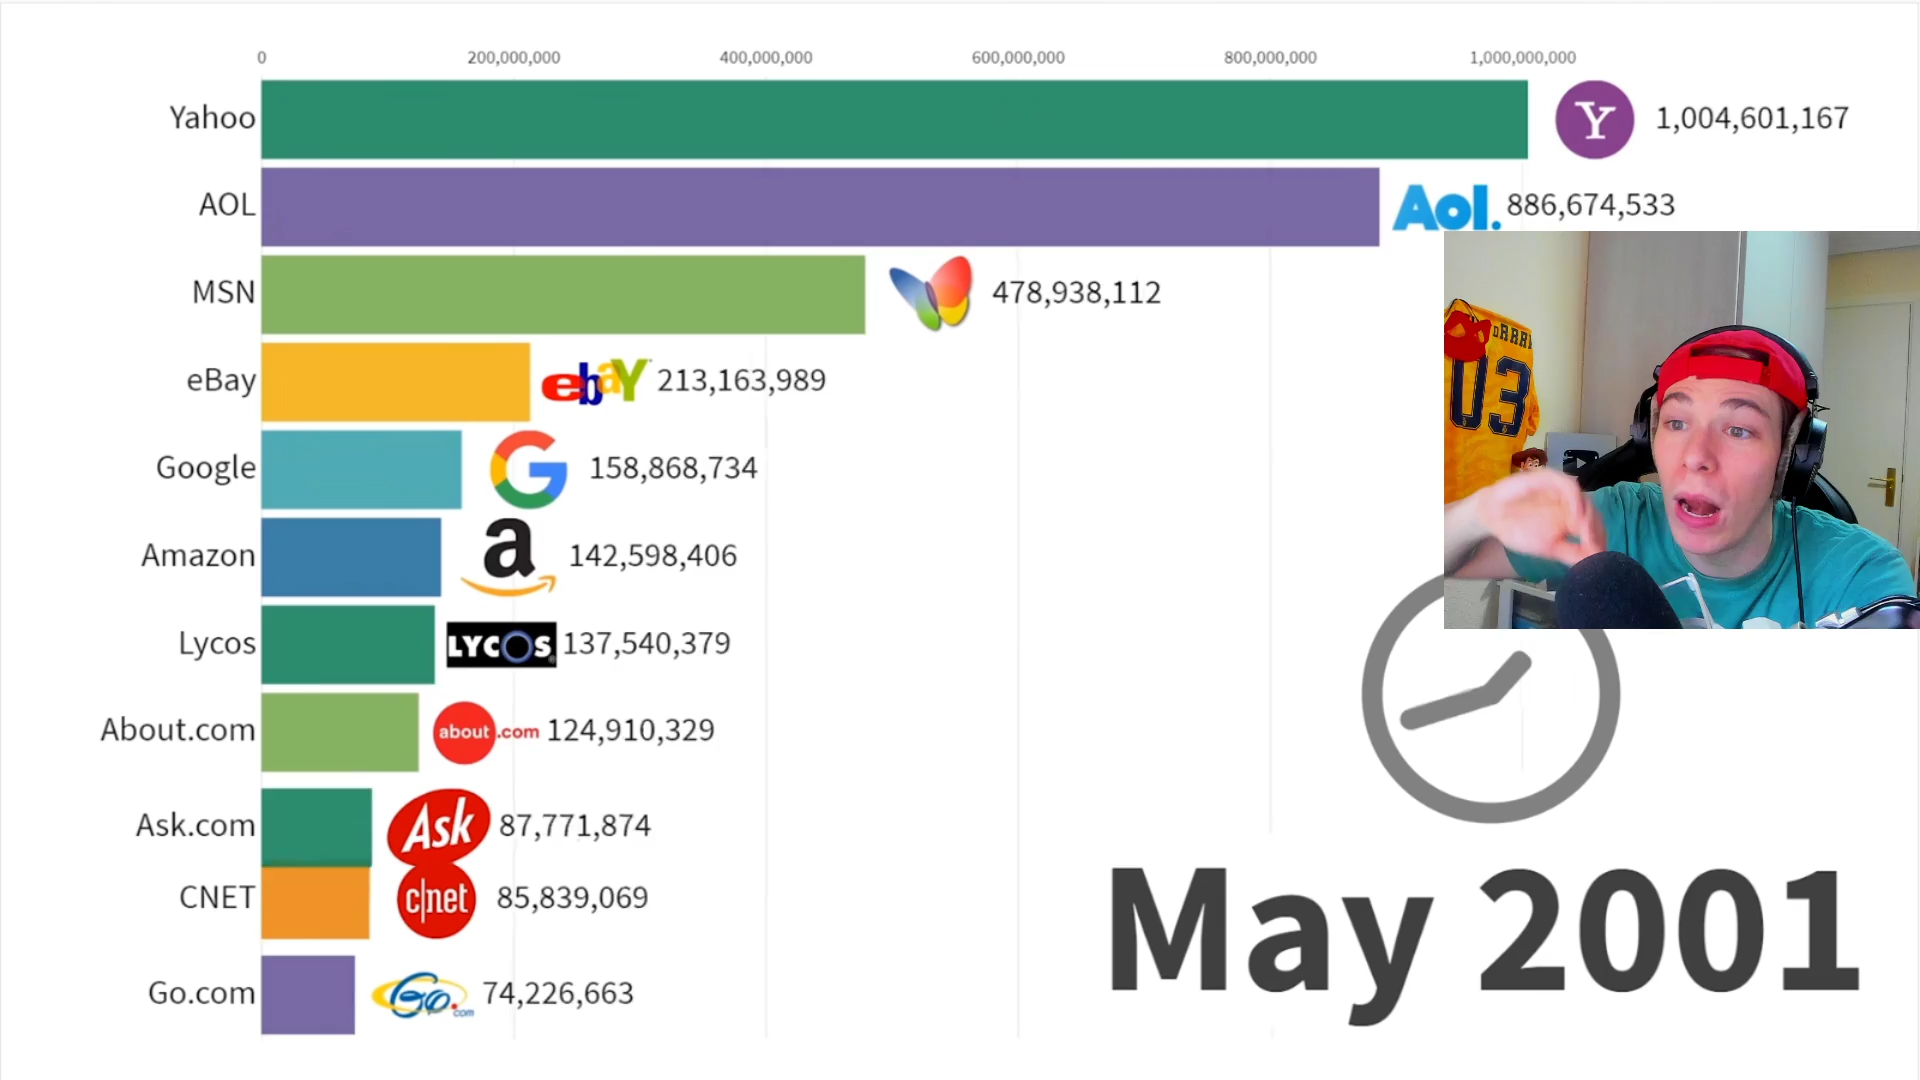 0 200,000,000 400,000,000 600,000,000 800,000,000 1,000,000,000
Yahoo Y 1,004,601,167
AOL Aol. 886,674,533
MSN 478,938,112
eBay ebaY 213,163,989
Google G 158,868,734
Amazon a 142,598,406
Lycos LYCOS 137,540,379
About.com about.com 124,910,329
Ask.com Ask 87,771,874
CNET c|net 85,839,069
Go.com Go.com 74,226,663
03
May 2001